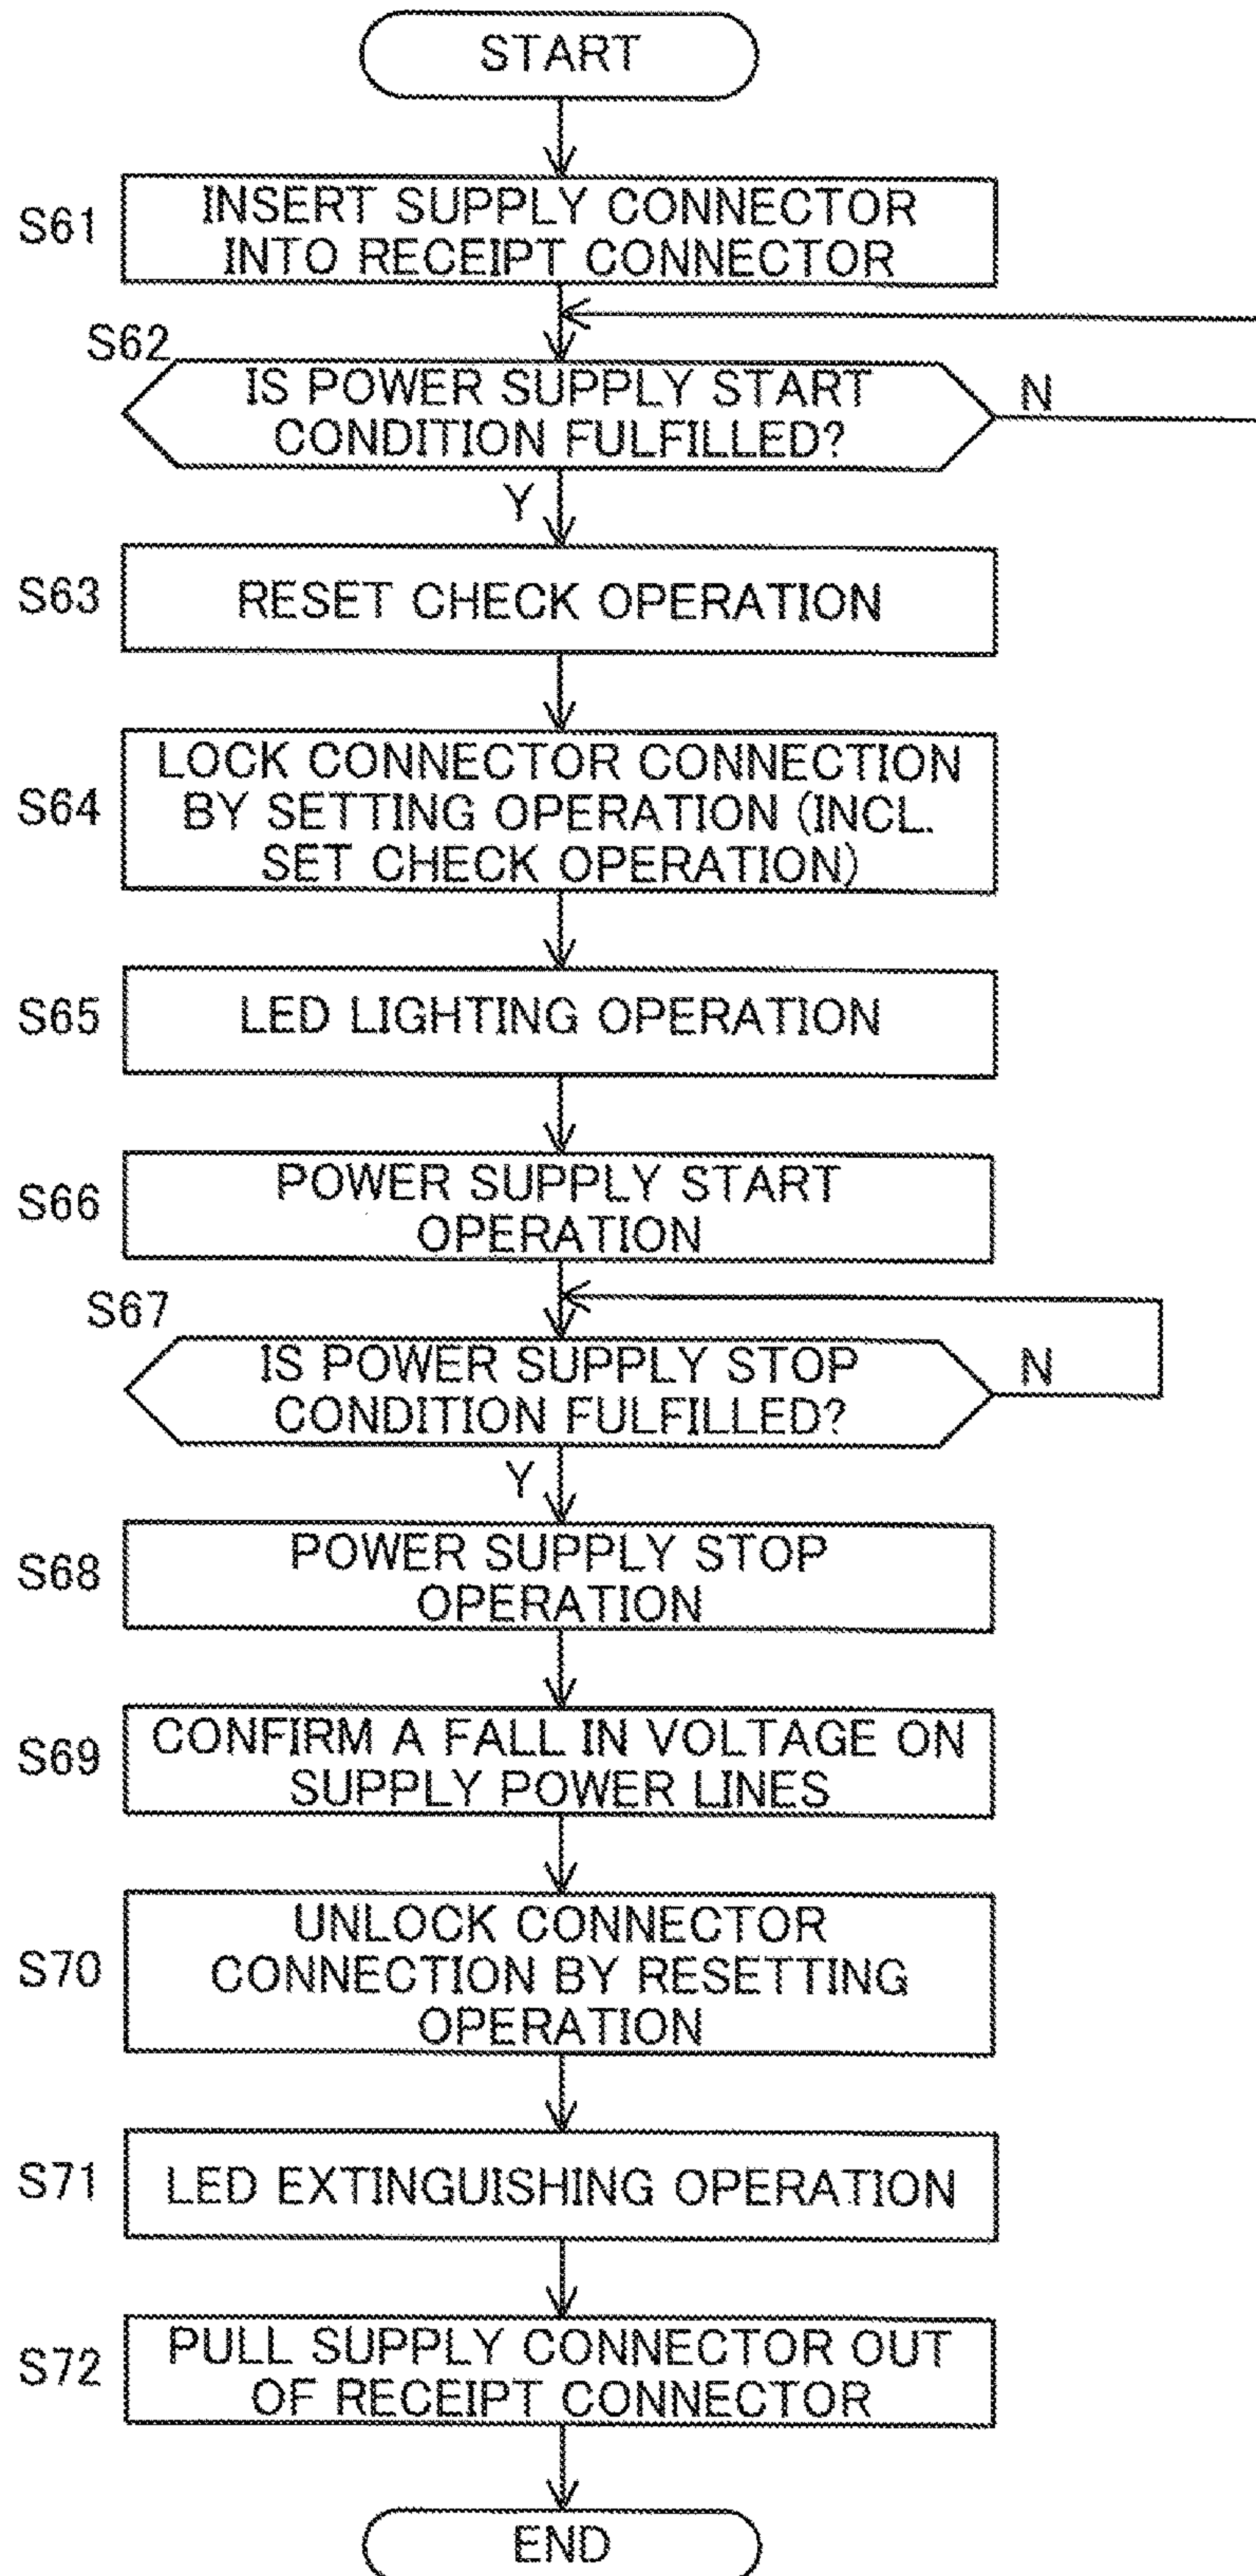 START
S61
INSERT SUPPLY CONNECTOR
INTO RECEIPT CONNECTOR
S62
IS POWER SUPPLY START
CONDITION FULFILLED?
N
Y
S63
RESET CHECK OPERATION
S64
LOCK CONNECTOR CONNECTION
BY SETTING OPERATION (INCL.
SET CHECK OPERATION)
S65
LED LIGHTING OPERATION
S66
POWER SUPPLY START
OPERATION
S67
IS POWER SUPPLY STOP
CONDITION FULFILLED?
N
Y
S68
POWER SUPPLY STOP
OPERATION
S69
CONFIRM A FALL IN VOLTAGE ON
SUPPLY POWER LINES
S70
UNLOCK CONNECTOR
CONNECTION BY RESETTING
OPERATION
S71
LED EXTINGUISHING OPERATION
S72
PULL SUPPLY CONNECTOR OUT
OF RECEIPT CONNECTOR
END